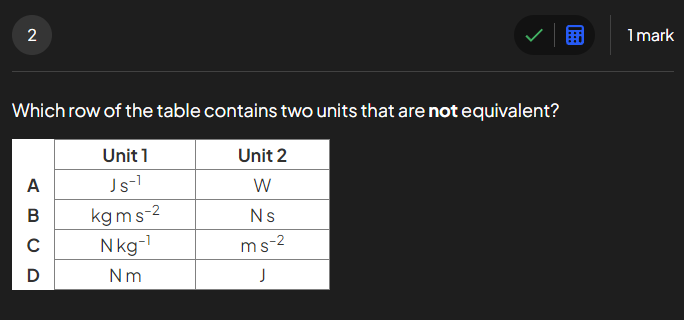 2 1 mark
Which row of the table contains two units that are not equivalent?
Unit 1 Unit 2
A J s⁻¹ W
B kg m s⁻² N s
C N kg⁻¹ m s⁻²
D N m J